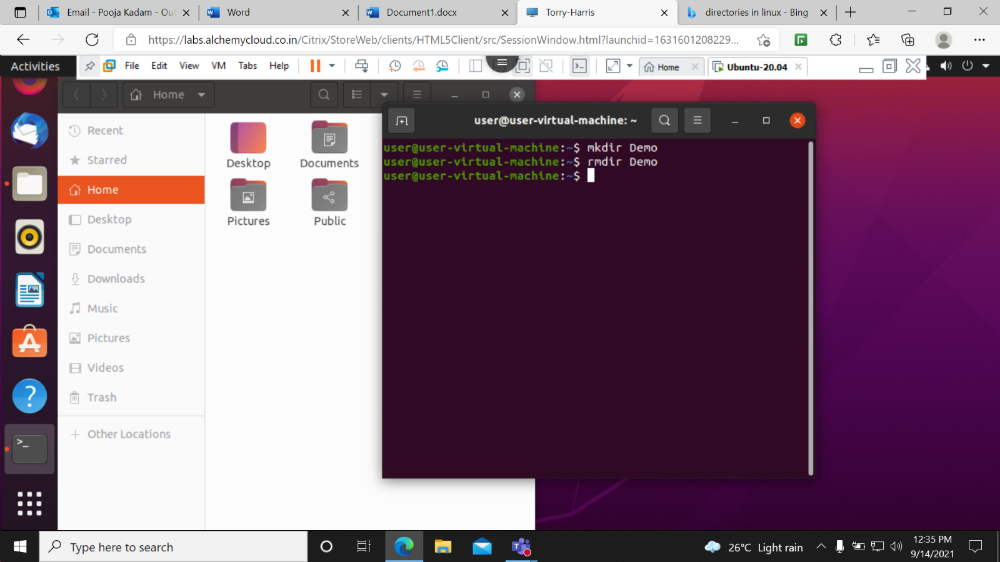 Email - Pooja Kadam - Ou
Word
Document1.docx
Torry-Harris
directories in linux - Bing
https://labs.alchemycloud.co.in/Citrix/StoreWeb/clients/HTML5Client/src/SessionWindow.html?launchid=1631601208229...
Activities
File Edit View VM Tabs Help
Home
Ubuntu-20.04
Home
Recent
Starred
Home
Desktop
Documents
Downloads
Music
Pictures
Videos
Trash
Other Locations
Desktop
Documents
Pictures
Public
user@user-virtual-machine: ~
user@user-virtual-machine:~$ mkdir Demo
user@user-virtual-machine:~$ rmdir Demo
user@user-virtual-machine:~$
Type here to search
26°C Light rain
12:35 PM
9/14/2021